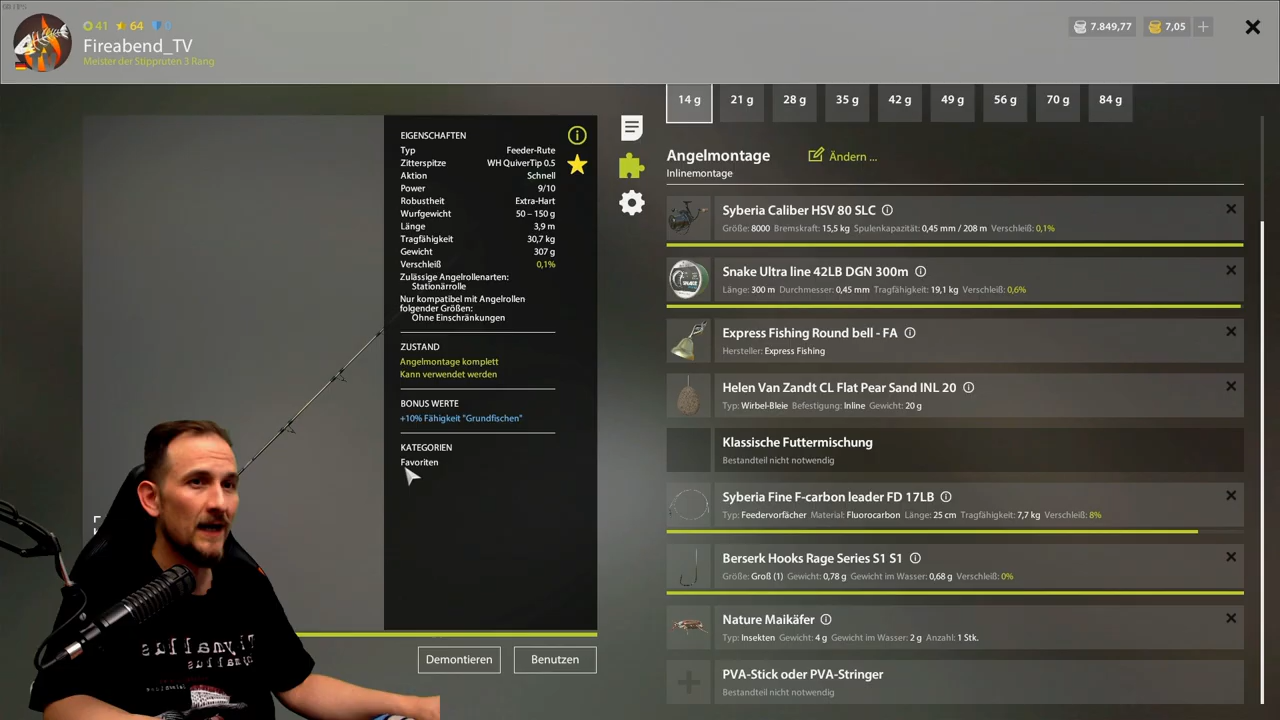 60 FPS
41 64 0
Fireabend_TV
Meister der Stippruten 3 Rang
7.849,77 7,05
14 g 21 g 28 g 35 g 42 g 49 g 56 g 70 g 84 g
EIGENSCHAFTEN
Typ Feeder-Rute
Zitterspitze WH QuiverTip 0.5
Aktion Schnell
Power 9/10
Robustheit Extra-Hart
Wurfgewicht 50 – 150 g
Länge 3,9 m
Tragfähigkeit 30,7 kg
Gewicht 307 g
Verschleiß 0,1%
Zulässige Angelrollenarten:
Stationärrolle
Nur kompatibel mit Angelrollen
folgender Größen:
Ohne Einschränkungen
ZUSTAND
Angelmontage komplett
Kann verwendet werden
BONUS WERTE
+10% Fähigkeit "Grundfischen"
KATEGORIEN
Favoriten
Demontieren Benutzen
Angelmontage Ändern ...
Inlinemontage
Syberia Caliber HSV 80 SLC
Größe: 8000 Bremskraft: 15,5 kg Spulenkapazität: 0,45 mm / 208 m Verschleiß: 0,1%
Snake Ultra line 42LB DGN 300m
Länge: 300 m Durchmesser: 0,45 mm Tragfähigkeit: 19,1 kg Verschleiß: 0,6%
Express Fishing Round bell - FA
Hersteller: Express Fishing
Helen Van Zandt CL Flat Pear Sand INL 20
Typ: Wirbel-Bleie Befestigung: Inline Gewicht: 20 g
Klassische Futtermischung
Bestandteil nicht notwendig
Syberia Fine F-carbon leader FD 17LB
Typ: Feedervorfächer Material: Fluorocarbon Länge: 25 cm Tragfähigkeit: 7,7 kg Verschleiß: 8%
Berserk Hooks Rage Series S1 S1
Größe: Groß (1) Gewicht: 0,78 g Gewicht im Wasser: 0,68 g Verschleiß: 0%
Nature Maikäfer
Typ: Insekten Gewicht: 4 g Gewicht im Wasser: 2 g Anzahl: 1 Stk.
PVA-Stick oder PVA-Stringer
Bestandteil nicht notwendig